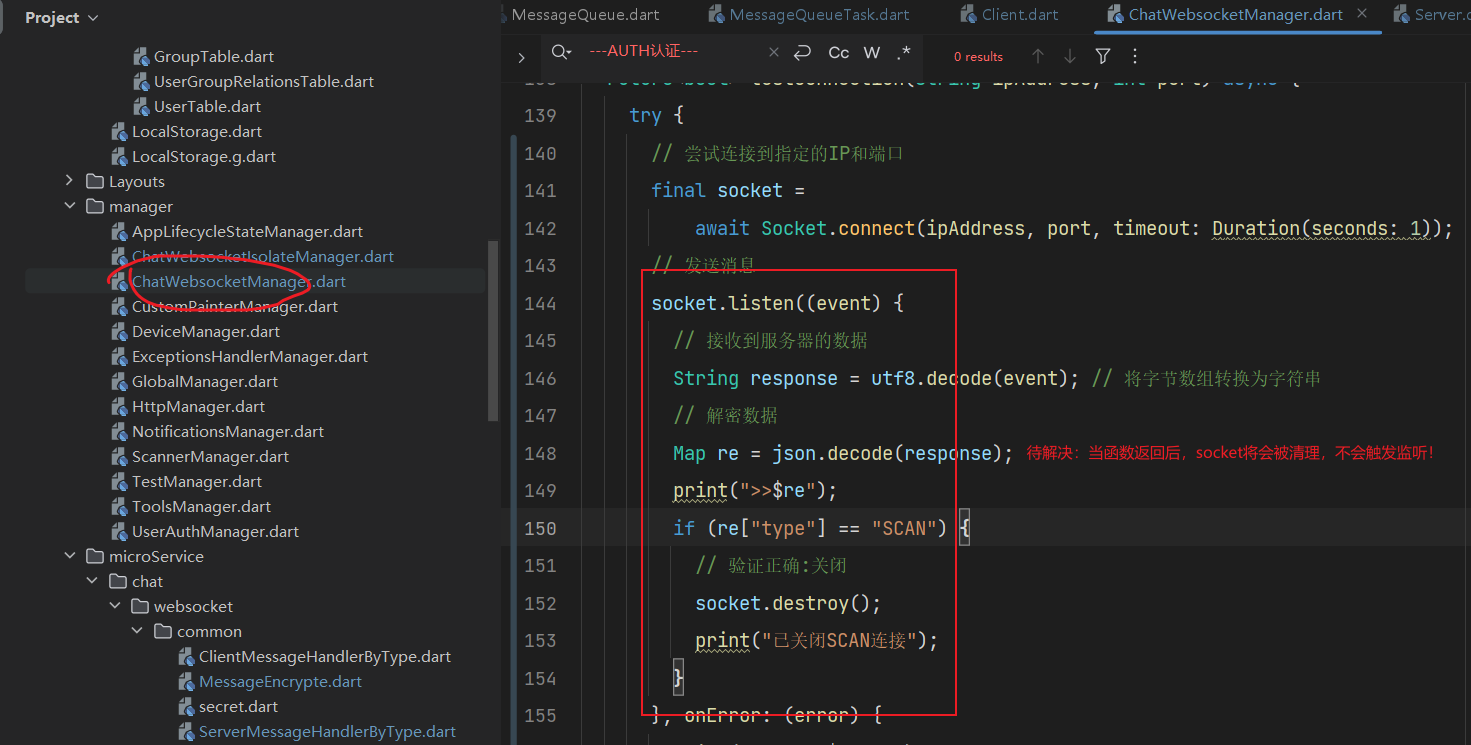 Project
GroupTable.dart
UserGroupRelationsTable.dart
UserTable.dart
LocalStorage.dart
LocalStorage.g.dart
Layouts
manager
AppLifecycleStateManager.dart
ChatWebsocketIsolateManager.dart
ChatWebsocketManager.dart
CustomPainterManager.dart
DeviceManager.dart
ExceptionsHandlerManager.dart
GlobalManager.dart
HttpManager.dart
NotificationsManager.dart
ScannerManager.dart
TestManager.dart
ToolsManager.dart
UserAuthManager.dart
microService
chat
websocket
common
ClientMessageHandlerByType.dart
MessageEncrypte.dart
secret.dart
ServerMessageHandlerByType.dart
MessageQueue.dart MessageQueueTask.dart Client.dart ChatWebsocketManager.dart Server.d
---AUTH认证--- Cc W .* 0 results
139 try {
140 // 尝试连接到指定的IP和端口
141 final socket =
142 await Socket.connect(ipAddress, port, timeout: Duration(seconds: 1));
143 // 发送消息
144 socket.listen((event) {
145 // 接收到服务器的数据
146 String response = utf8.decode(event); // 将字节数组转换为字符串
147 // 解密数据
148 Map re = json.decode(response); 待解决：当函数返回后，socket将会被清理，不会触发监听！
149 print(">>$re");
150 if (re["type"] == "SCAN") {
151 // 验证正确:关闭
152 socket.destroy();
153 print("已关闭SCAN连接");
154 }
155 }, onError: (error) {